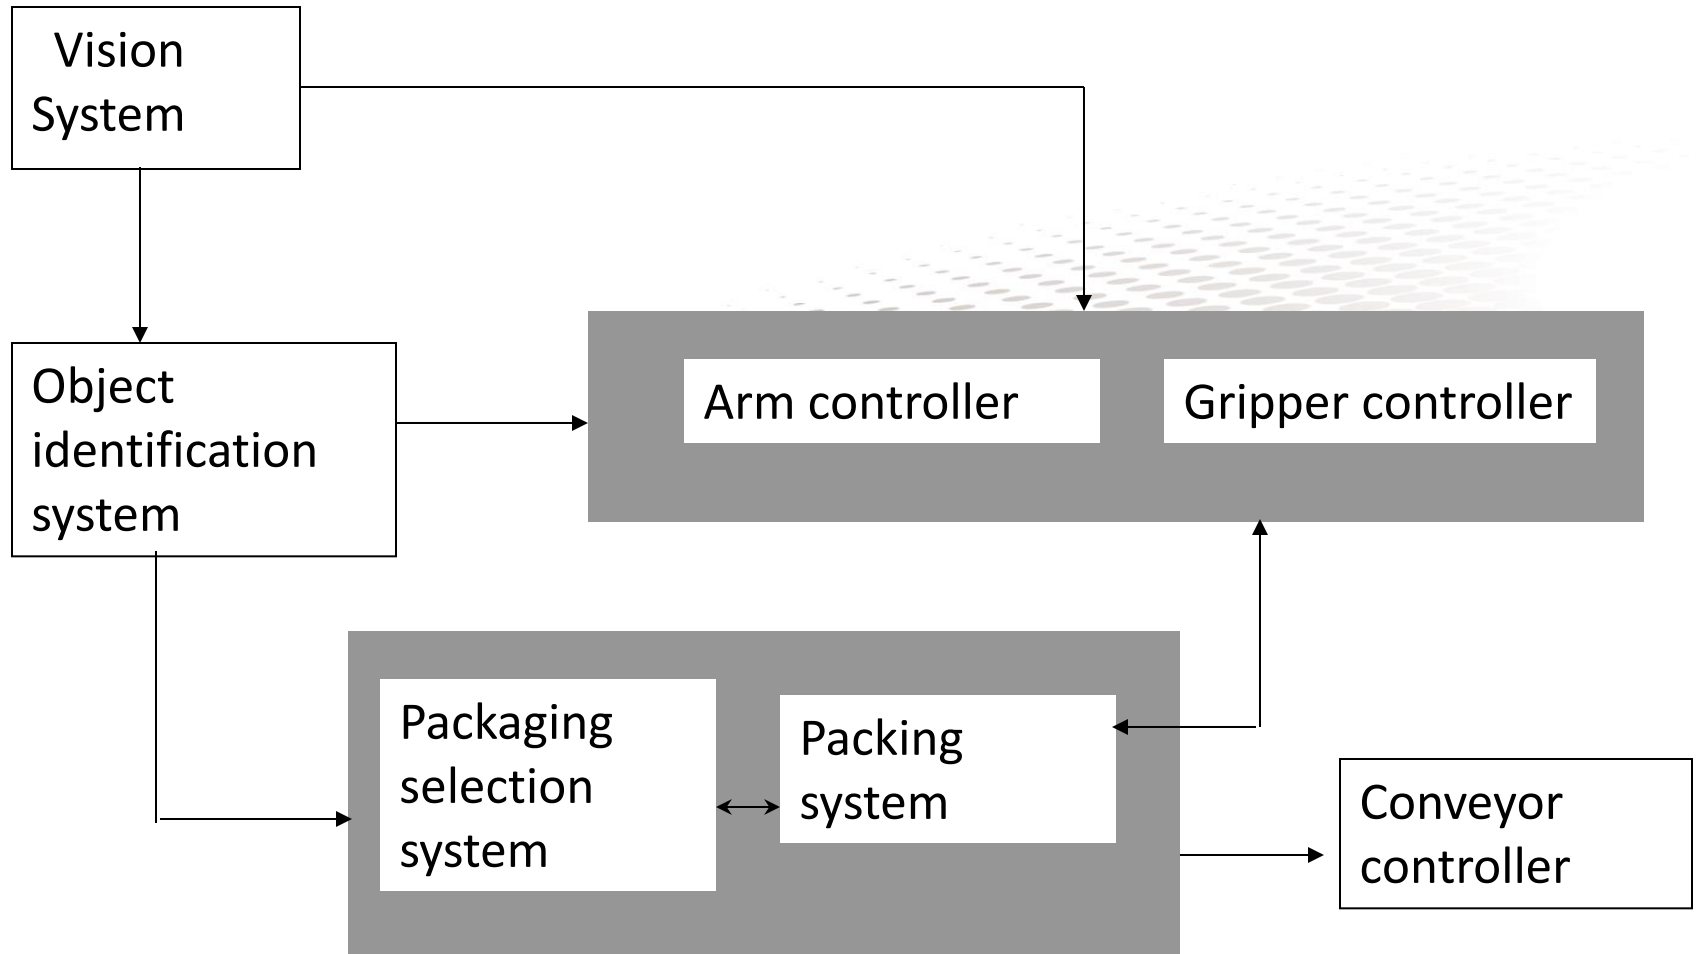 Vision
System
Object
identification
system
Arm controller
Gripper controller
Packaging
selection
system
Packing
system
Conveyor
controller